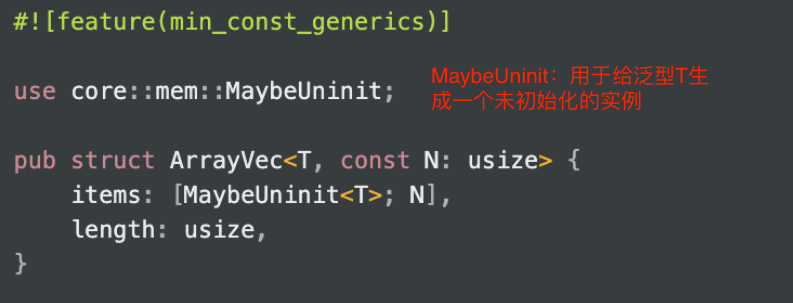 #![feature(min_const_generics)]
use core::mem::MaybeUninit;
MaybeUninit：用于给泛型T生
成一个未初始化的实例
pub struct ArrayVec<T, const N: usize> {
    items: [MaybeUninit<T>; N],
    length: usize,
}